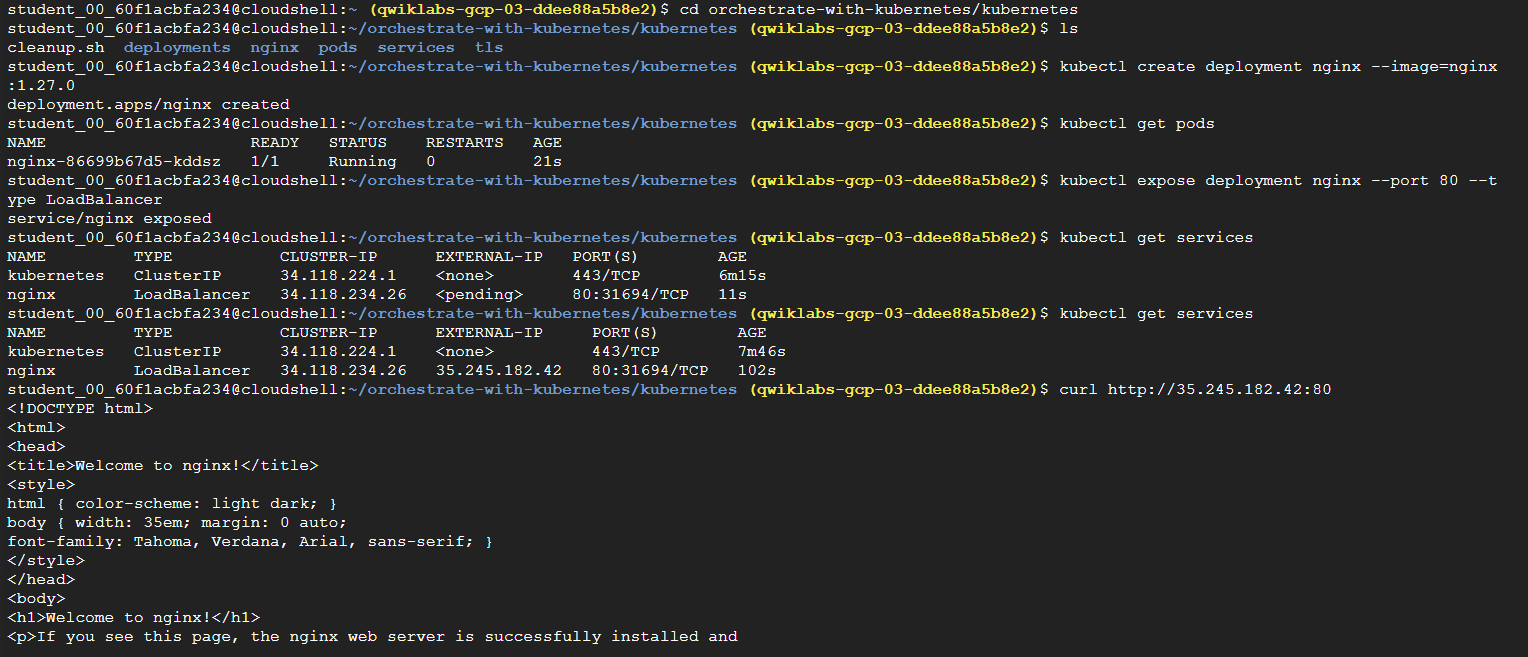 student_00_60f1acbfa234@cloudshell:~ (qwiklabs-gcp-03-ddee88a5b8e2)$ cd orchestrate-with-kubernetes/kubernetes
student_00_60f1acbfa234@cloudshell:~/orchestrate-with-kubernetes/kubernetes (qwiklabs-gcp-03-ddee88a5b8e2)$ ls
cleanup.sh  deployments  nginx  pods  services  tls
student_00_60f1acbfa234@cloudshell:~/orchestrate-with-kubernetes/kubernetes (qwiklabs-gcp-03-ddee88a5b8e2)$ kubectl create deployment nginx --image=nginx
:1.27.0
deployment.apps/nginx created
student_00_60f1acbfa234@cloudshell:~/orchestrate-with-kubernetes/kubernetes (qwiklabs-gcp-03-ddee88a5b8e2)$ kubectl get pods
NAME                     READY   STATUS    RESTARTS   AGE
nginx-86699b67d5-kddsz   1/1     Running   0          21s
student_00_60f1acbfa234@cloudshell:~/orchestrate-with-kubernetes/kubernetes (qwiklabs-gcp-03-ddee88a5b8e2)$ kubectl expose deployment nginx --port 80 --t
ype LoadBalancer
service/nginx exposed
student_00_60f1acbfa234@cloudshell:~/orchestrate-with-kubernetes/kubernetes (qwiklabs-gcp-03-ddee88a5b8e2)$ kubectl get services
NAME         TYPE           CLUSTER-IP      EXTERNAL-IP   PORT(S)        AGE
kubernetes   ClusterIP      34.118.224.1    <none>        443/TCP        6m15s
nginx        LoadBalancer   34.118.234.26   <pending>     80:31694/TCP   11s
student_00_60f1acbfa234@cloudshell:~/orchestrate-with-kubernetes/kubernetes (qwiklabs-gcp-03-ddee88a5b8e2)$ kubectl get services
NAME         TYPE           CLUSTER-IP      EXTERNAL-IP     PORT(S)        AGE
kubernetes   ClusterIP      34.118.224.1    <none>          443/TCP        7m46s
nginx        LoadBalancer   34.118.234.26   35.245.182.42   80:31694/TCP   102s
student_00_60f1acbfa234@cloudshell:~/orchestrate-with-kubernetes/kubernetes (qwiklabs-gcp-03-ddee88a5b8e2)$ curl http://35.245.182.42:80
<!DOCTYPE html>
<html>
<head>
<title>Welcome to nginx!</title>
<style>
html { color-scheme: light dark; }
body { width: 35em; margin: 0 auto;
font-family: Tahoma, Verdana, Arial, sans-serif; }
</style>
</head>
<body>
<h1>Welcome to nginx!</h1>
<p>If you see this page, the nginx web server is successfully installed and